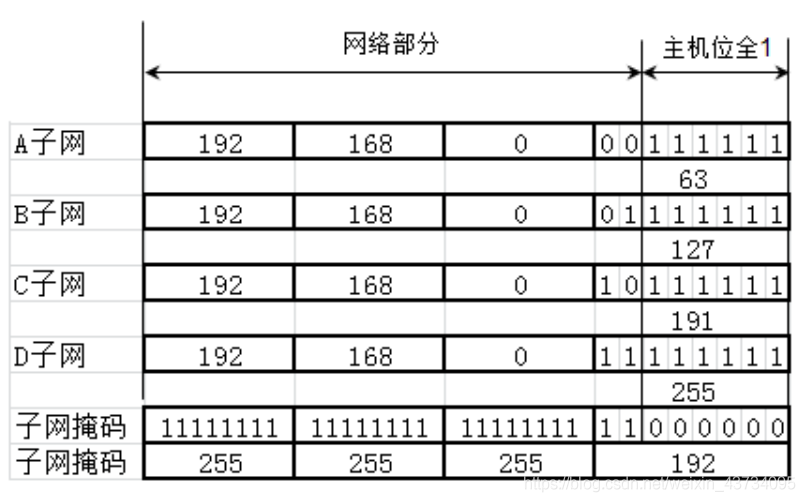 网络部分 主机位全1
A子网 192 168 0 0 0 1 1 1 1 1 1
63
B子网 192 168 0 0 1 1 1 1 1 1 1
127
C子网 192 168 0 1 0 1 1 1 1 1 1
191
D子网 192 168 0 1 1 1 1 1 1 1 1
255
子网掩码 11111111 11111111 11111111 1 1 0 0 0 0 0 0
子网掩码 255 255 255 192
https://blog.csdn.net/weixin_43734095